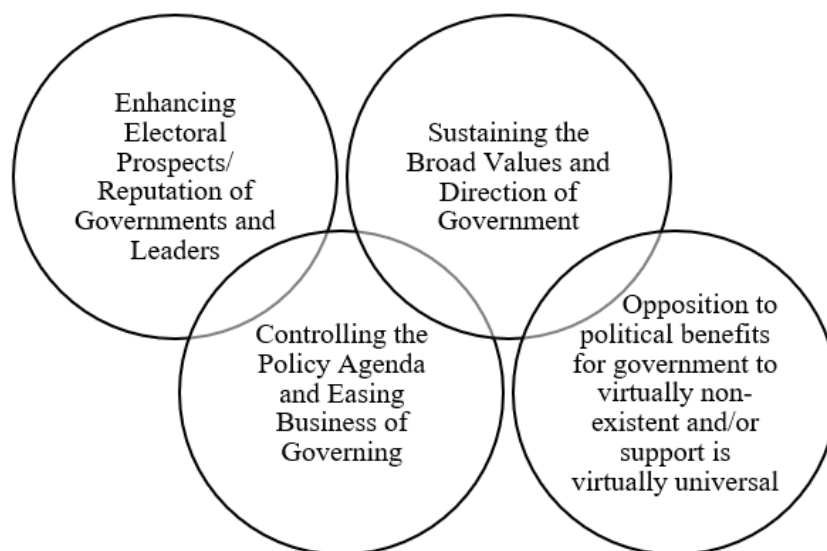 Enhancing
Electoral
Prospects/
Reputation of
Governments and
Leaders
Sustaining the
Broad Values and
Direction of
Government
Controlling the
Policy Agenda
and Easing
Business of
Governing
Opposition to
political benefits
for government to
virtually non-
existent and/or
support is
virtually universal